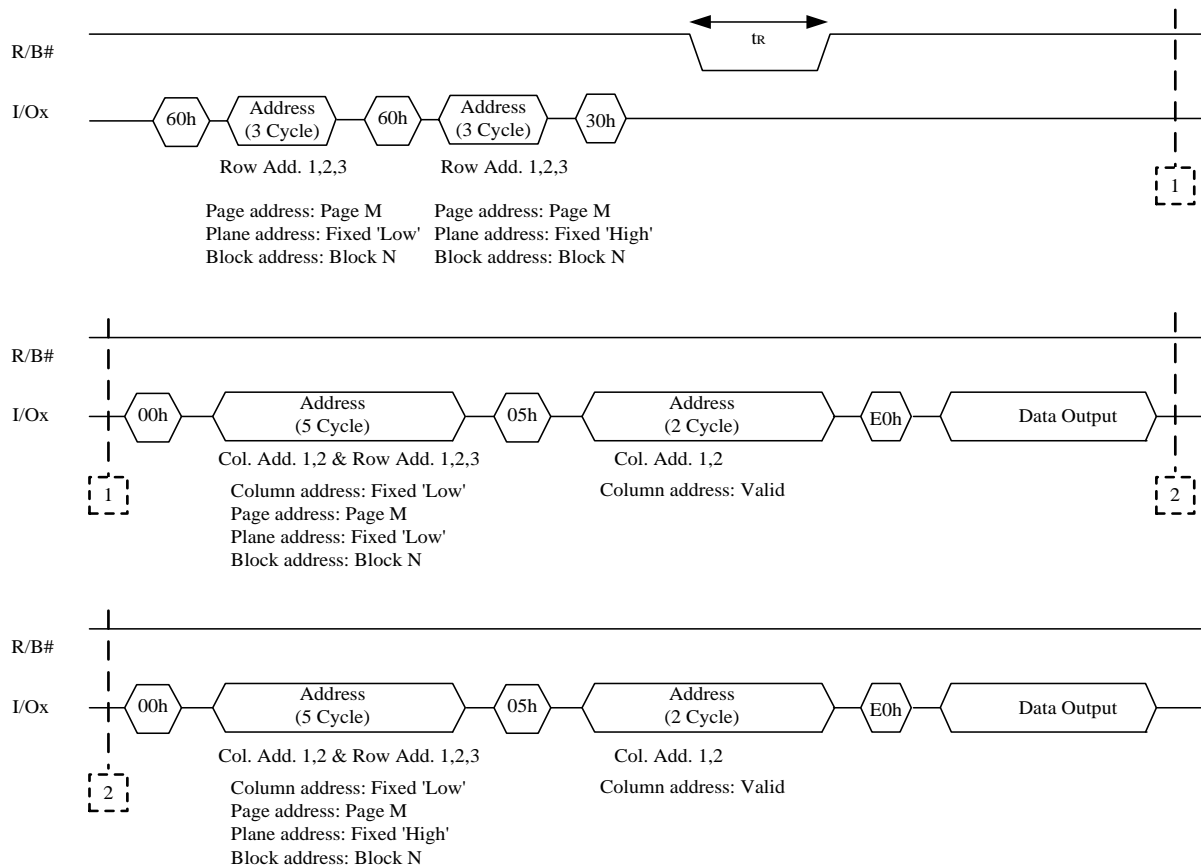 tR
R/B#
I/Ox
60h
Address
(3 Cycle)
60h
Address
(3 Cycle)
30h
Row Add. 1,2,3
Row Add. 1,2,3
Page address: Page M
Plane address: Fixed 'Low'
Block address: Block N
Page address: Page M
Plane address: Fixed 'High'
Block address: Block N
1
R/B#
I/Ox
00h
Address
(5 Cycle)
05h
Address
(2 Cycle)
E0h
Data Output
Col. Add. 1,2 & Row Add. 1,2,3
Col. Add. 1,2
Column address: Fixed 'Low'
Page address: Page M
Plane address: Fixed 'Low'
Block address: Block N
Column address: Valid
1
2
R/B#
I/Ox
00h
Address
(5 Cycle)
05h
Address
(2 Cycle)
E0h
Data Output
Col. Add. 1,2 & Row Add. 1,2,3
Col. Add. 1,2
Column address: Fixed 'Low'
Page address: Page M
Plane address: Fixed 'High'
Block address: Block N
Column address: Valid
2